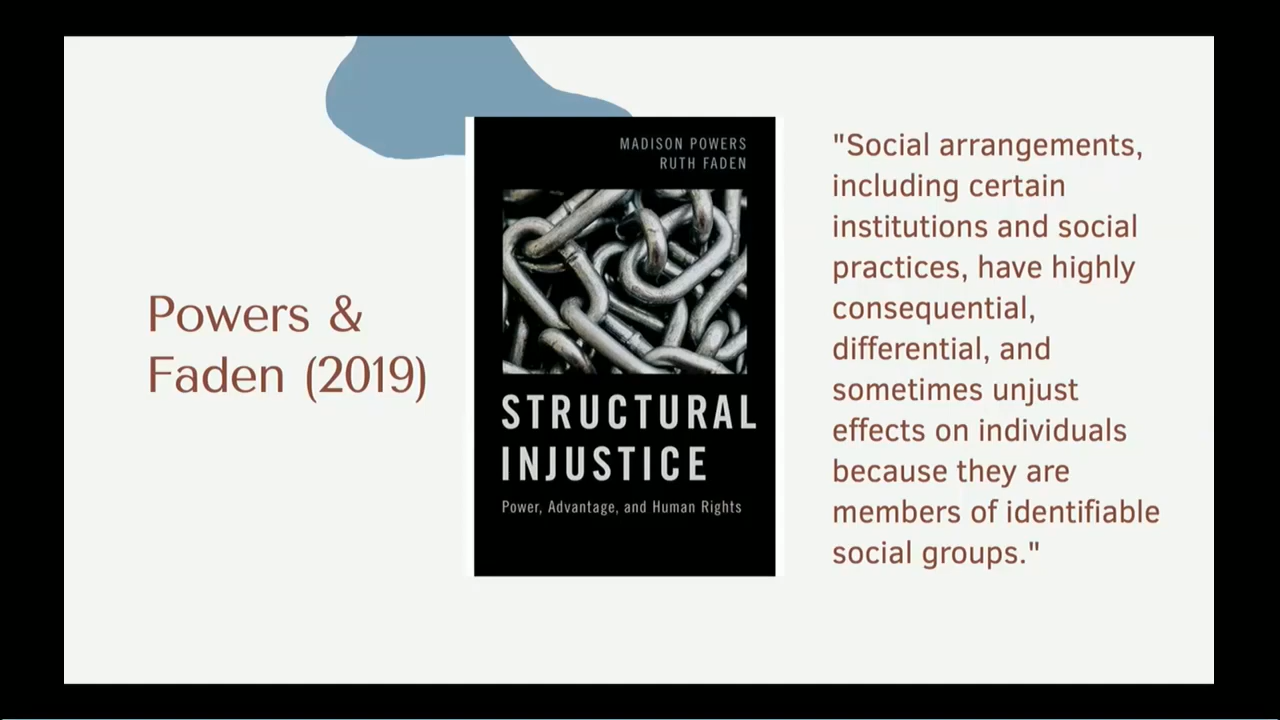 Powers &
Faden (2019)
MADISON POWERS
RUTH FADEN
STRUCTURAL
INJUSTICE
Power, Advantage, and Human Rights
"Social arrangements,
including certain
institutions and social
practices, have highly
consequential,
differential, and
sometimes unjust
effects on individuals
because they are
members of identifiable
social groups."